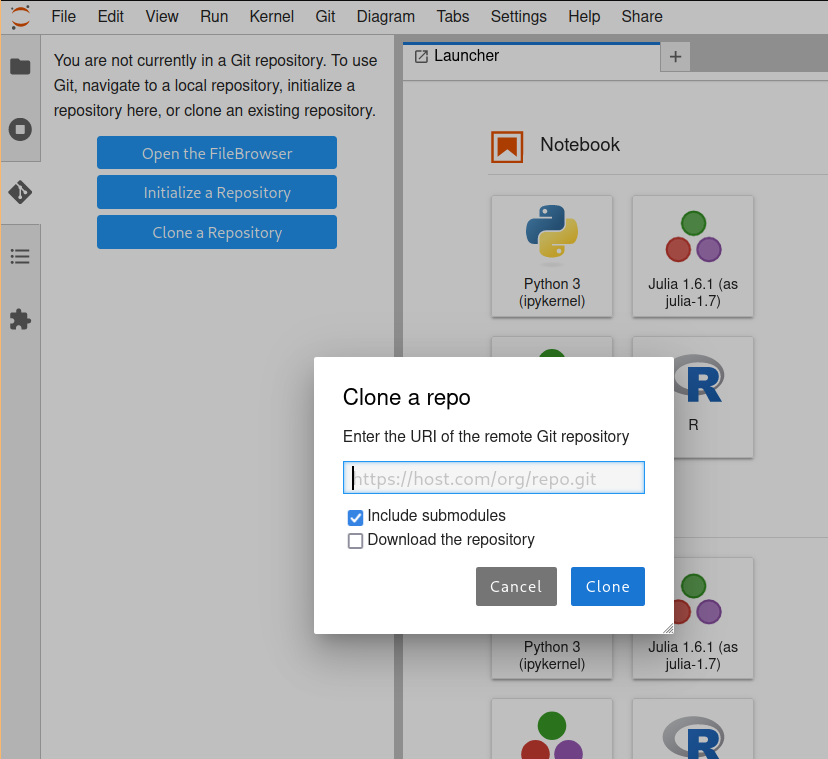 File Edit View Run Kernel Git Diagram Tabs Settings Help Share
You are not currently in a Git repository. To use
Git, navigate to a local repository, initialize a
repository here, or clone an existing repository.
Open the FileBrowser
Initialize a Repository
Clone a Repository
Launcher
Notebook
Python 3
(ipykernel)
Julia 1.6.1 (as
julia-1.7)
R
Clone a repo
Enter the URI of the remote Git repository
https://host.com/org/repo.git
Include submodules
Download the repository
Cancel Clone
Python 3
(ipykernel)
Julia 1.6.1 (as
julia-1.7)